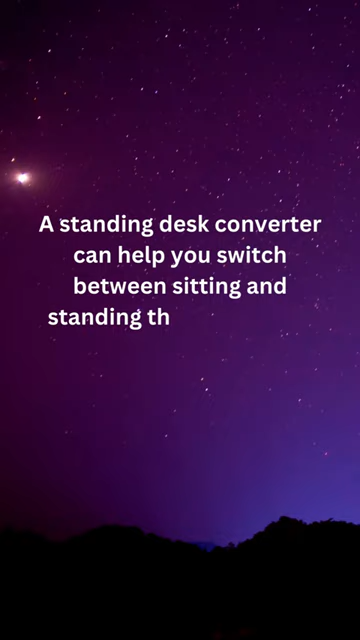 A standing desk converter
can help you switch
between sitting and
standing th